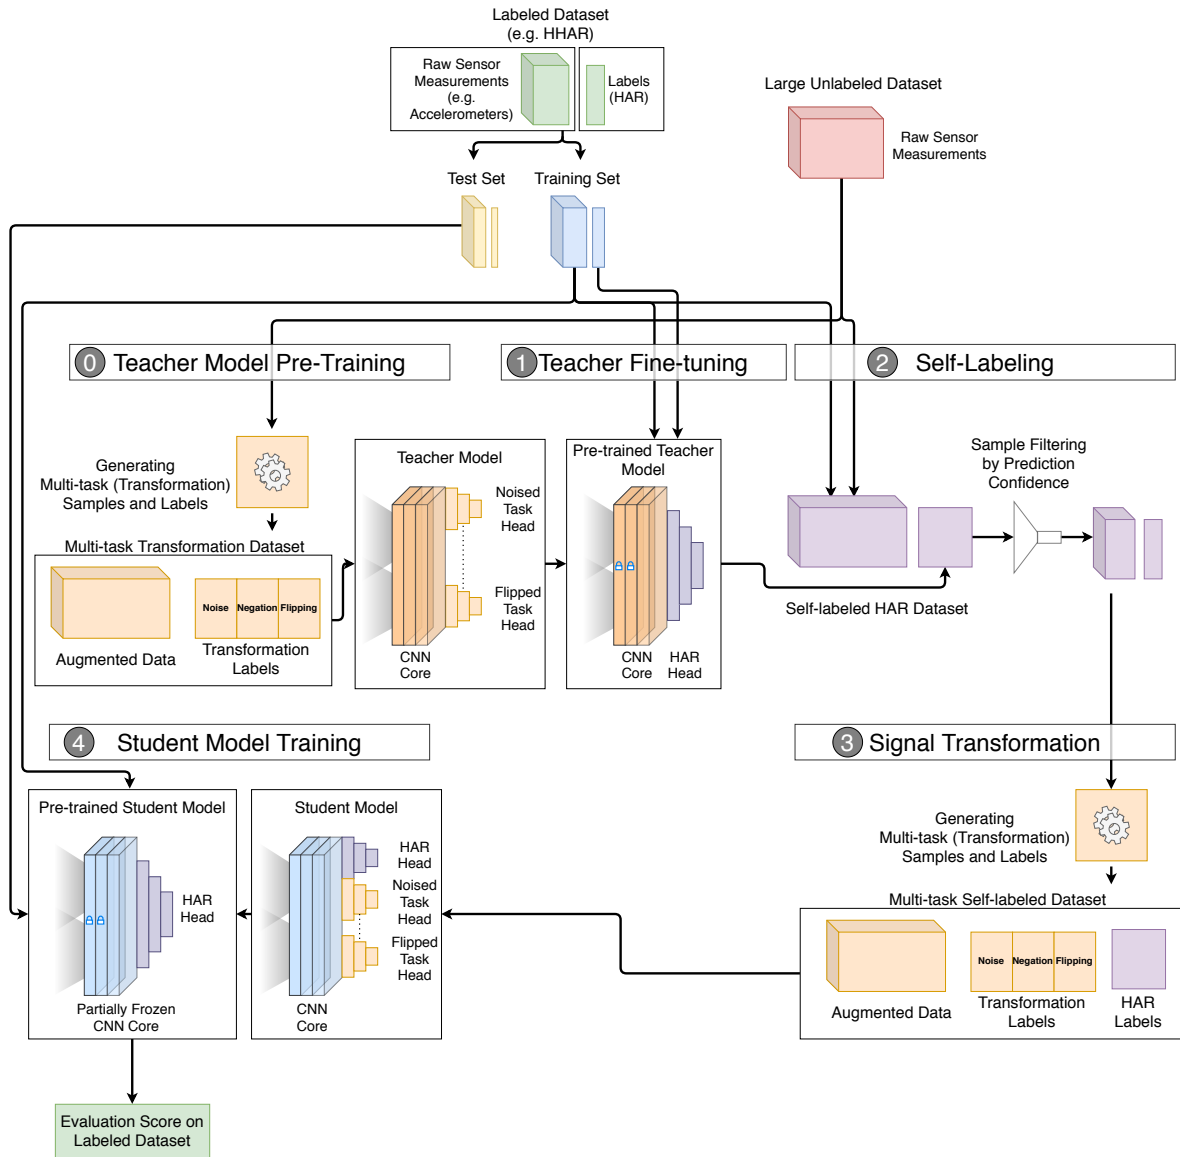 Labeled Dataset
(e.g. HHAR)
Raw Sensor
Measurements
(e.g.
Accelerometers)
Labels
(HAR)
Large Unlabeled Dataset
Raw Sensor
Measurements
Test Set
Training Set
0 Teacher Model Pre-Training
1 Teacher Fine-tuning
2 Self-Labeling
Generating
Multi-task (Transformation)
Samples and Labels
Multi-task Transformation Dataset
Noise
Negation
Flipping
Augmented Data
Transformation
Labels
Teacher Model
Noised
Task
Head
Flipped
Task
Head
CNN
Core
Pre-trained Teacher
Model
CNN
Core
HAR
Head
Sample Filtering
by Prediction
Confidence
Self-labeled HAR Dataset
4 Student Model Training
3 Signal Transformation
Pre-trained Student Model
HAR
Head
Partially Frozen
CNN Core
Student Model
HAR
Head
Noised
Task
Head
Flipped
Task
Head
CNN
Core
Generating
Multi-task (Transformation)
Samples and Labels
Multi-task Self-labeled Dataset
Noise
Negation
Flipping
Augmented Data
Transformation
Labels
HAR
Labels
Evaluation Score on
Labeled Dataset